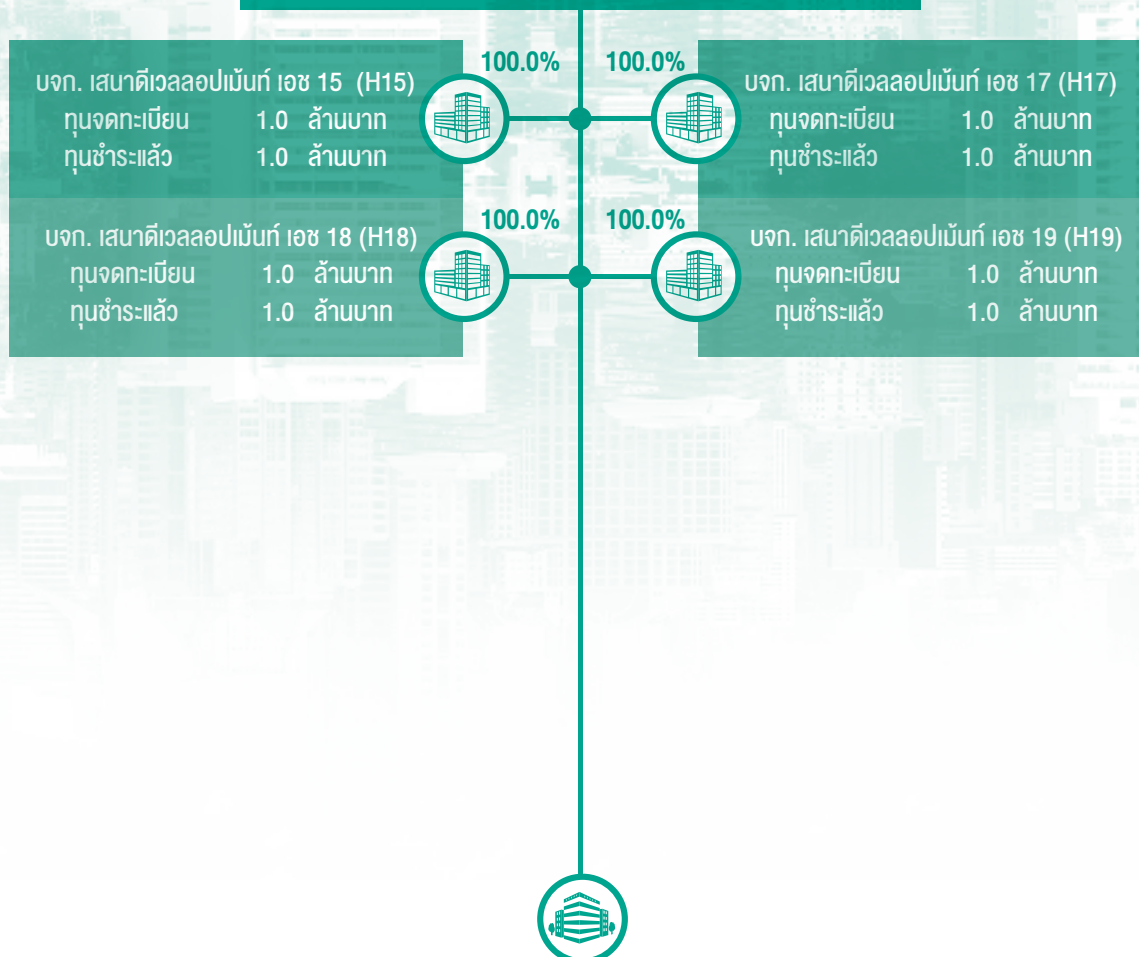 100.0%
100.0%
บจก. เสนาดีเวลลอปเม้นท์ เอช 15 (H15)
ทุนจดทะเบียน 1.0 ล้านบาท
ทุนชำระแล้ว 1.0 ล้านบาท
บจก. เสนาดีเวลลอปเม้นท์ เอช 17 (H17)
ทุนจดทะเบียน 1.0 ล้านบาท
ทุนชำระแล้ว 1.0 ล้านบาท
100.0%
100.0%
บจก. เสนาดีเวลลอปเม้นท์ เอช 18 (H18)
ทุนจดทะเบียน 1.0 ล้านบาท
ทุนชำระแล้ว 1.0 ล้านบาท
บจก. เสนาดีเวลลอปเม้นท์ เอช 19 (H19)
ทุนจดทะเบียน 1.0 ล้านบาท
ทุนชำระแล้ว 1.0 ล้านบาท